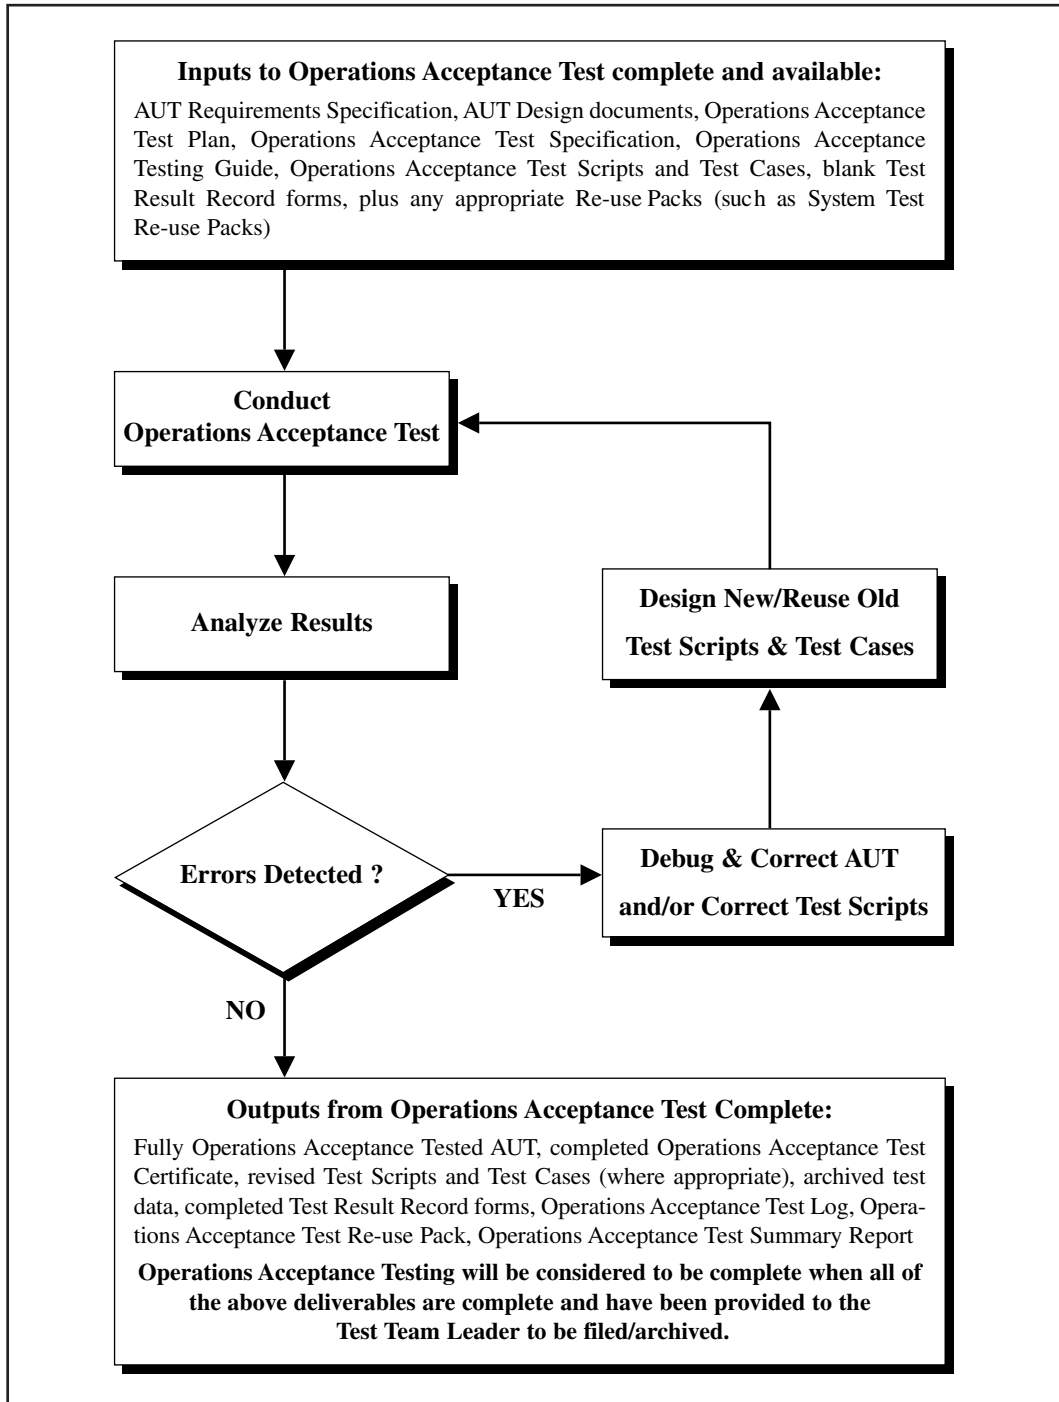 Inputs to Operations Acceptance Test complete and available:
AUT Requirements Specification, AUT Design documents, Operations Acceptance
Test Plan, Operations Acceptance Test Specification, Operations Acceptance
Testing Guide, Operations Acceptance Test Scripts and Test Cases, blank Test
Result Record forms, plus any appropriate Re-use Packs (such as System Test
Re-use Packs)
Conduct
Operations Acceptance Test
Analyze Results
Design New/Reuse Old
Test Scripts & Test Cases
Errors Detected ?
YES
Debug & Correct AUT
and/or Correct Test Scripts
NO
Outputs from Operations Acceptance Test Complete:
Fully Operations Acceptance Tested AUT, completed Operations Acceptance Test
Certificate, revised Test Scripts and Test Cases (where appropriate), archived test
data, completed Test Result Record forms, Operations Acceptance Test Log, Opera-
tions Acceptance Test Re-use Pack, Operations Acceptance Test Summary Report
Operations Acceptance Testing will be considered to be complete when all of
the above deliverables are complete and have been provided to the
Test Team Leader to be filed/archived.